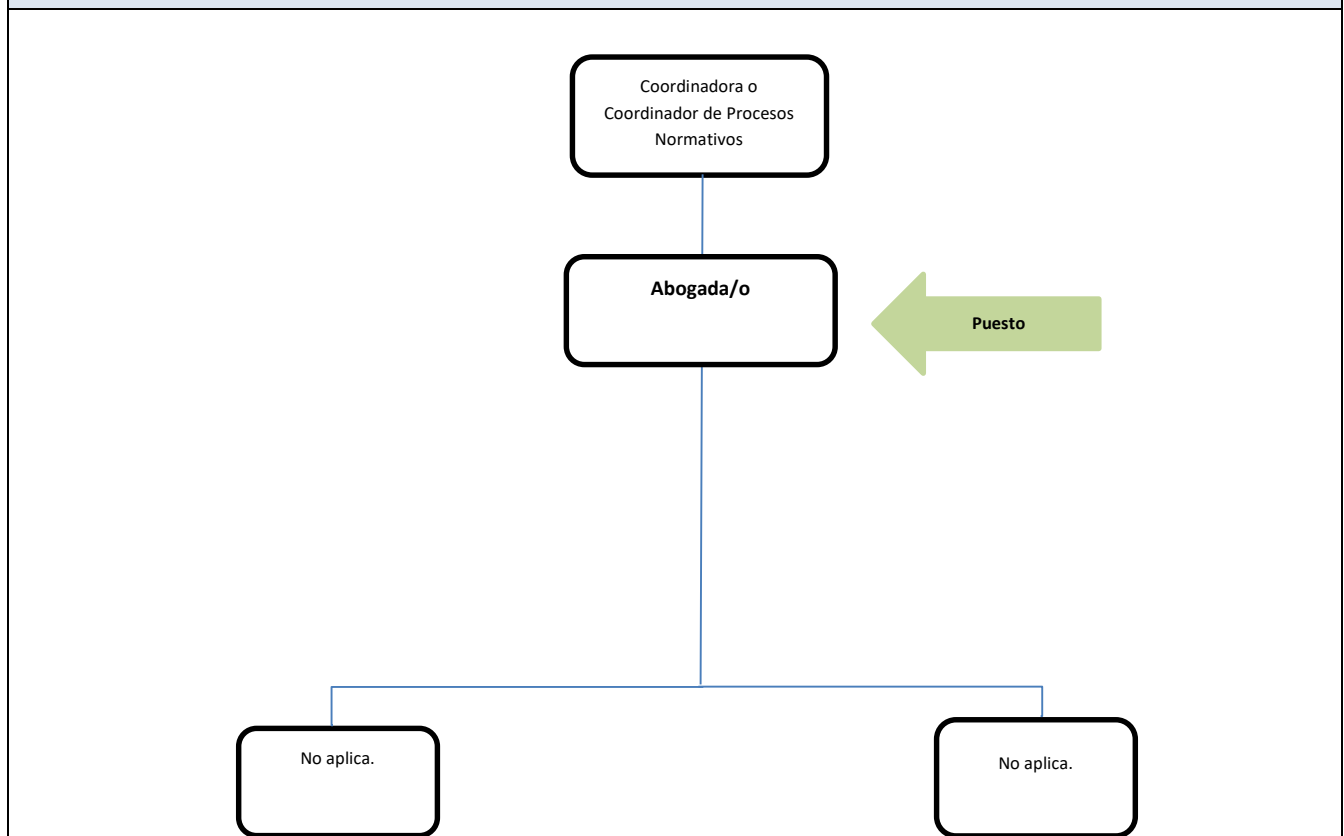 Coordinadora o
Coordinador de Procesos
Normativos
Abogada/o
Puesto
No aplica.
No aplica.